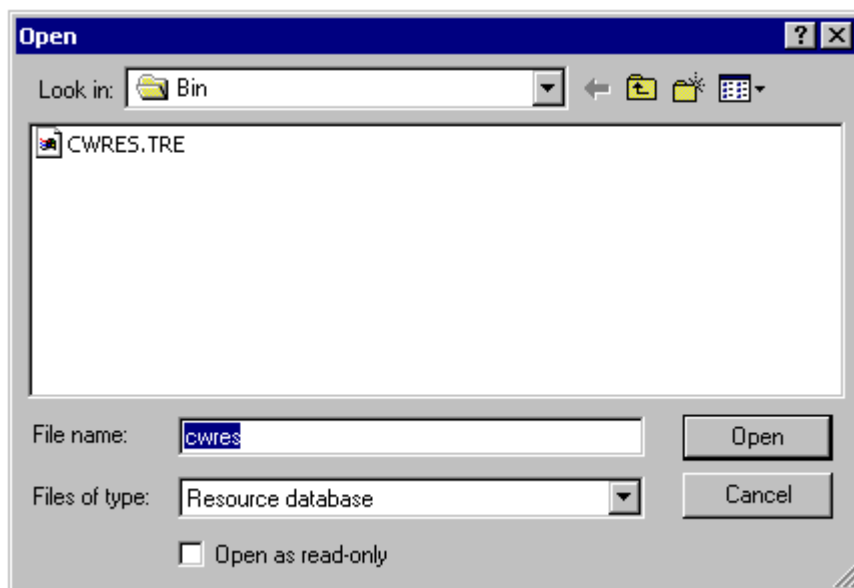 Open
Look in: Bin
CWRES.TRE
File name: cwres Open
Files of type: Resource database Cancel
Open as read-only